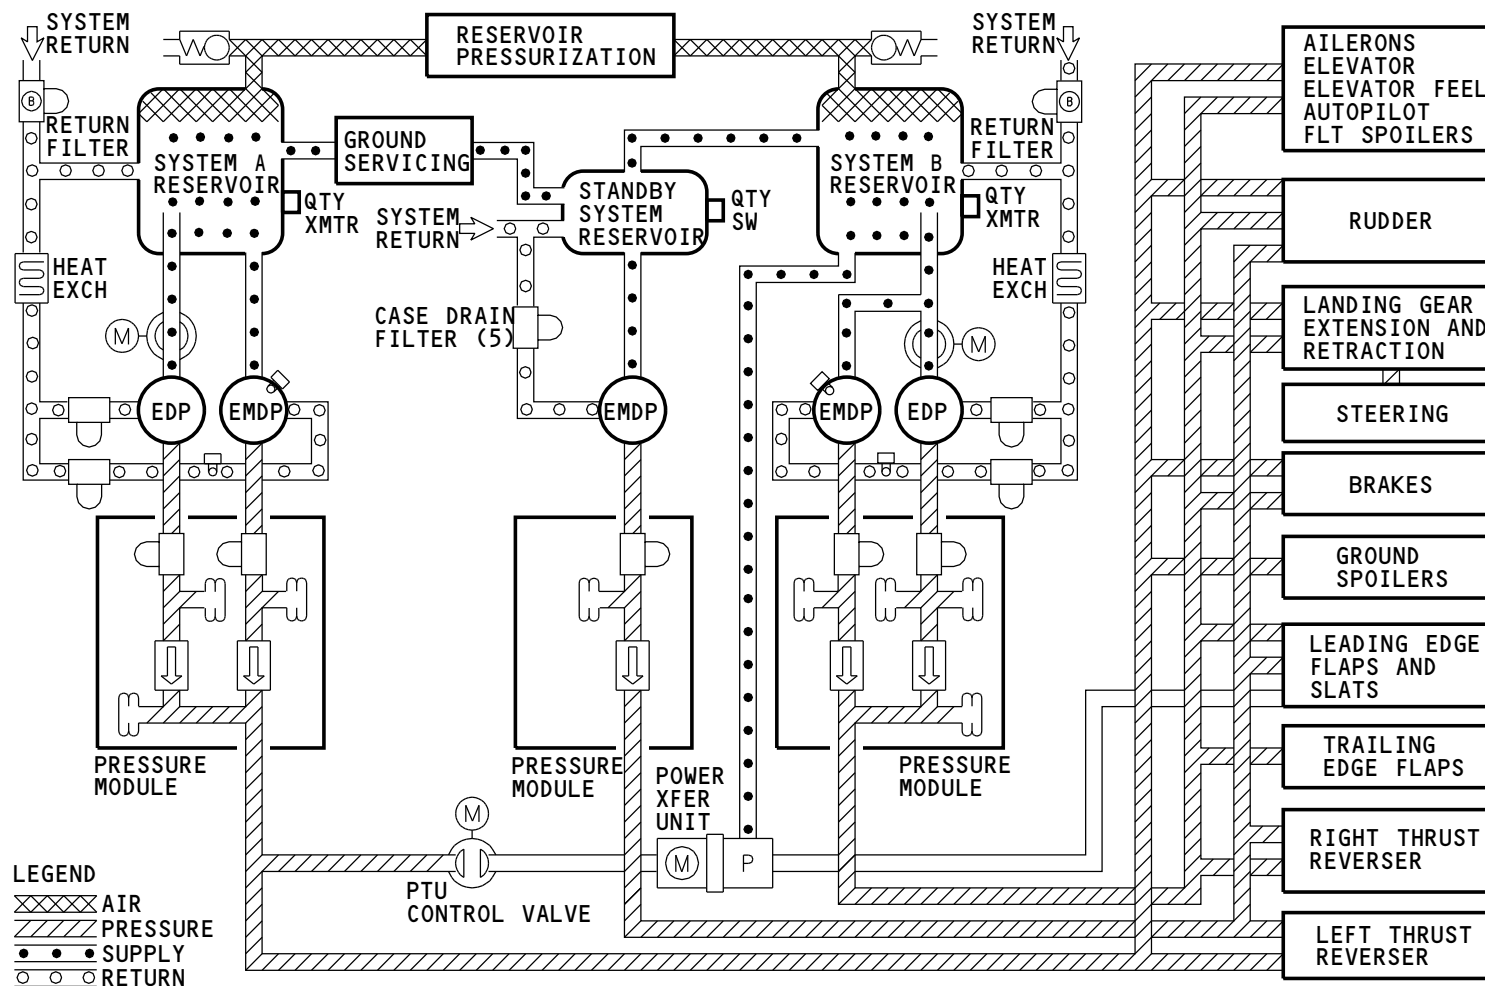 SYSTEM
RETURN
RESERVOIR
PRESSURIZATION
SYSTEM
RETURN
B
RETURN
FILTER
SYSTEM A
RESERVOIR
QTY
XMTR
GROUND
SERVICING
SYSTEM
RETURN
STANDBY
SYSTEM
RESERVOIR
QTY
SW
SYSTEM B
RESERVOIR
RETURN
FILTER
B
QTY
XMTR
HEAT
EXCH
CASE DRAIN
FILTER (5)
HEAT
EXCH
M
M
EDP
EMDP
EMDP
EMDP
EDP
PRESSURE
MODULE
PRESSURE
MODULE
PRESSURE
MODULE
POWER
XFER
UNIT
M
M
P
PTU
CONTROL VALVE
LEGEND
AIR
PRESSURE
SUPPLY
RETURN
AILERONS
ELEVATOR
ELEVATOR FEEL
AUTOPILOT
FLT SPOILERS
RUDDER
LANDING GEAR
EXTENSION AND
RETRACTION
STEERING
BRAKES
GROUND
SPOILERS
LEADING EDGE
FLAPS AND
SLATS
TRAILING
EDGE FLAPS
RIGHT THRUST
REVERSER
LEFT THRUST
REVERSER